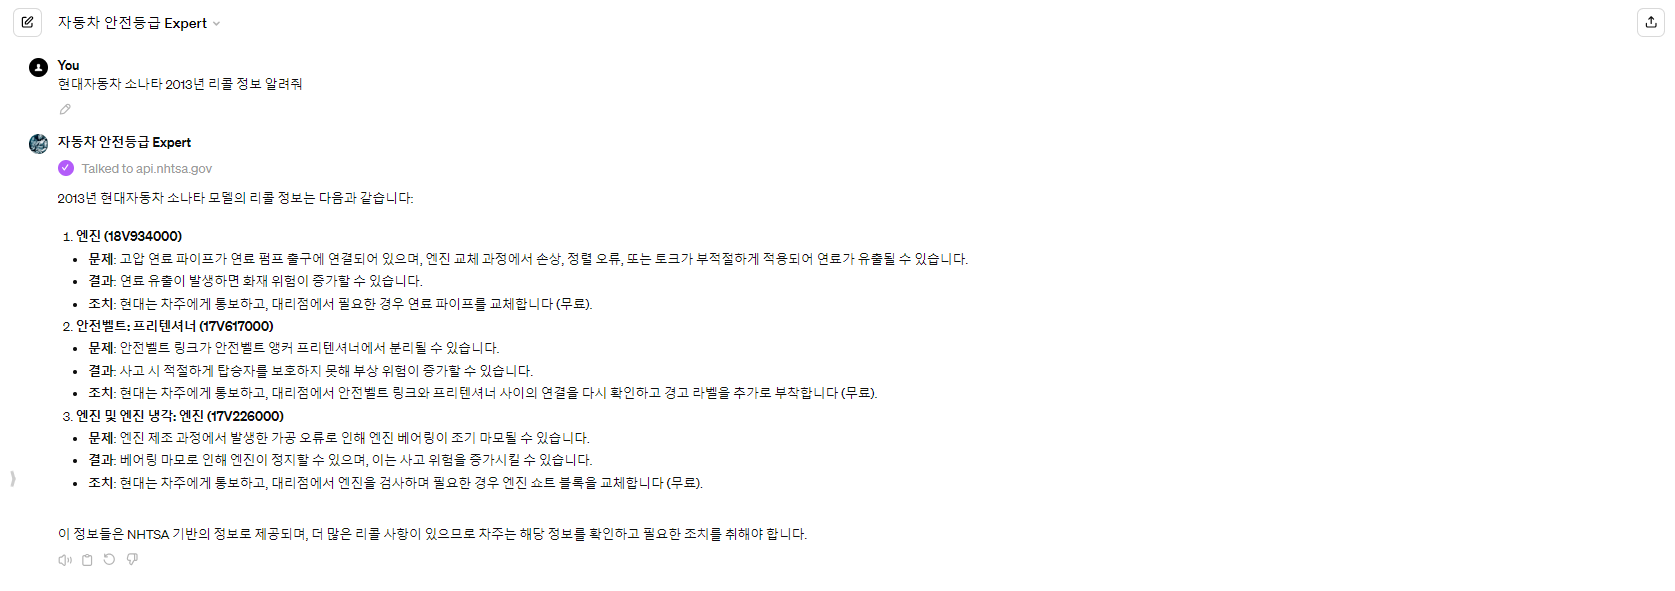 자동차 안전등급 Expert
You
현대자동차 소나타 2013년 리콜 정보 알려줘
자동차 안전등급 Expert
Talked to api.nhtsa.gov
2013년 현대자동차 소나타 모델의 리콜 정보는 다음과 같습니다:
1. 엔진 (18V934000)
• 문제: 고압 연료 파이프가 연료 펌프 출구에 연결되어 있으며, 엔진 교체 과정에서 손상, 정렬 오류, 또는 토크가 부적절하게 적용되어 연료가 유출될 수 있습니다.
• 결과: 연료 유출이 발생하면 화재 위험이 증가할 수 있습니다.
• 조치: 현대는 차주에게 통보하고, 대리점에서 필요한 경우 연료 파이프를 교체합니다 (무료).
2. 안전벨트: 프리텐셔너 (17V617000)
• 문제: 안전벨트 링크가 안전벨트 앵커 프리텐셔너에서 분리될 수 있습니다.
• 결과: 사고 시 적절하게 탑승자를 보호하지 못해 부상 위험이 증가할 수 있습니다.
• 조치: 현대는 차주에게 통보하고, 대리점에서 안전벨트 링크와 프리텐셔너 사이의 연결을 다시 확인하고 경고 라벨을 추가로 부착합니다 (무료).
3. 엔진 및 엔진 냉각: 엔진 (17V226000)
• 문제: 엔진 제조 과정에서 발생한 가공 오류로 인해 엔진 베어링이 조기 마모될 수 있습니다.
• 결과: 베어링 마모로 인해 엔진이 정지할 수 있으며, 이는 사고 위험을 증가시킬 수 있습니다.
• 조치: 현대는 차주에게 통보하고, 대리점에서 엔진을 검사하며 필요한 경우 엔진 쇼트 블록을 교체합니다 (무료).
이 정보들은 NHTSA 기반의 정보로 제공되며, 더 많은 리콜 사항이 있으므로 차주는 해당 정보를 확인하고 필요한 조치를 취해야 합니다.